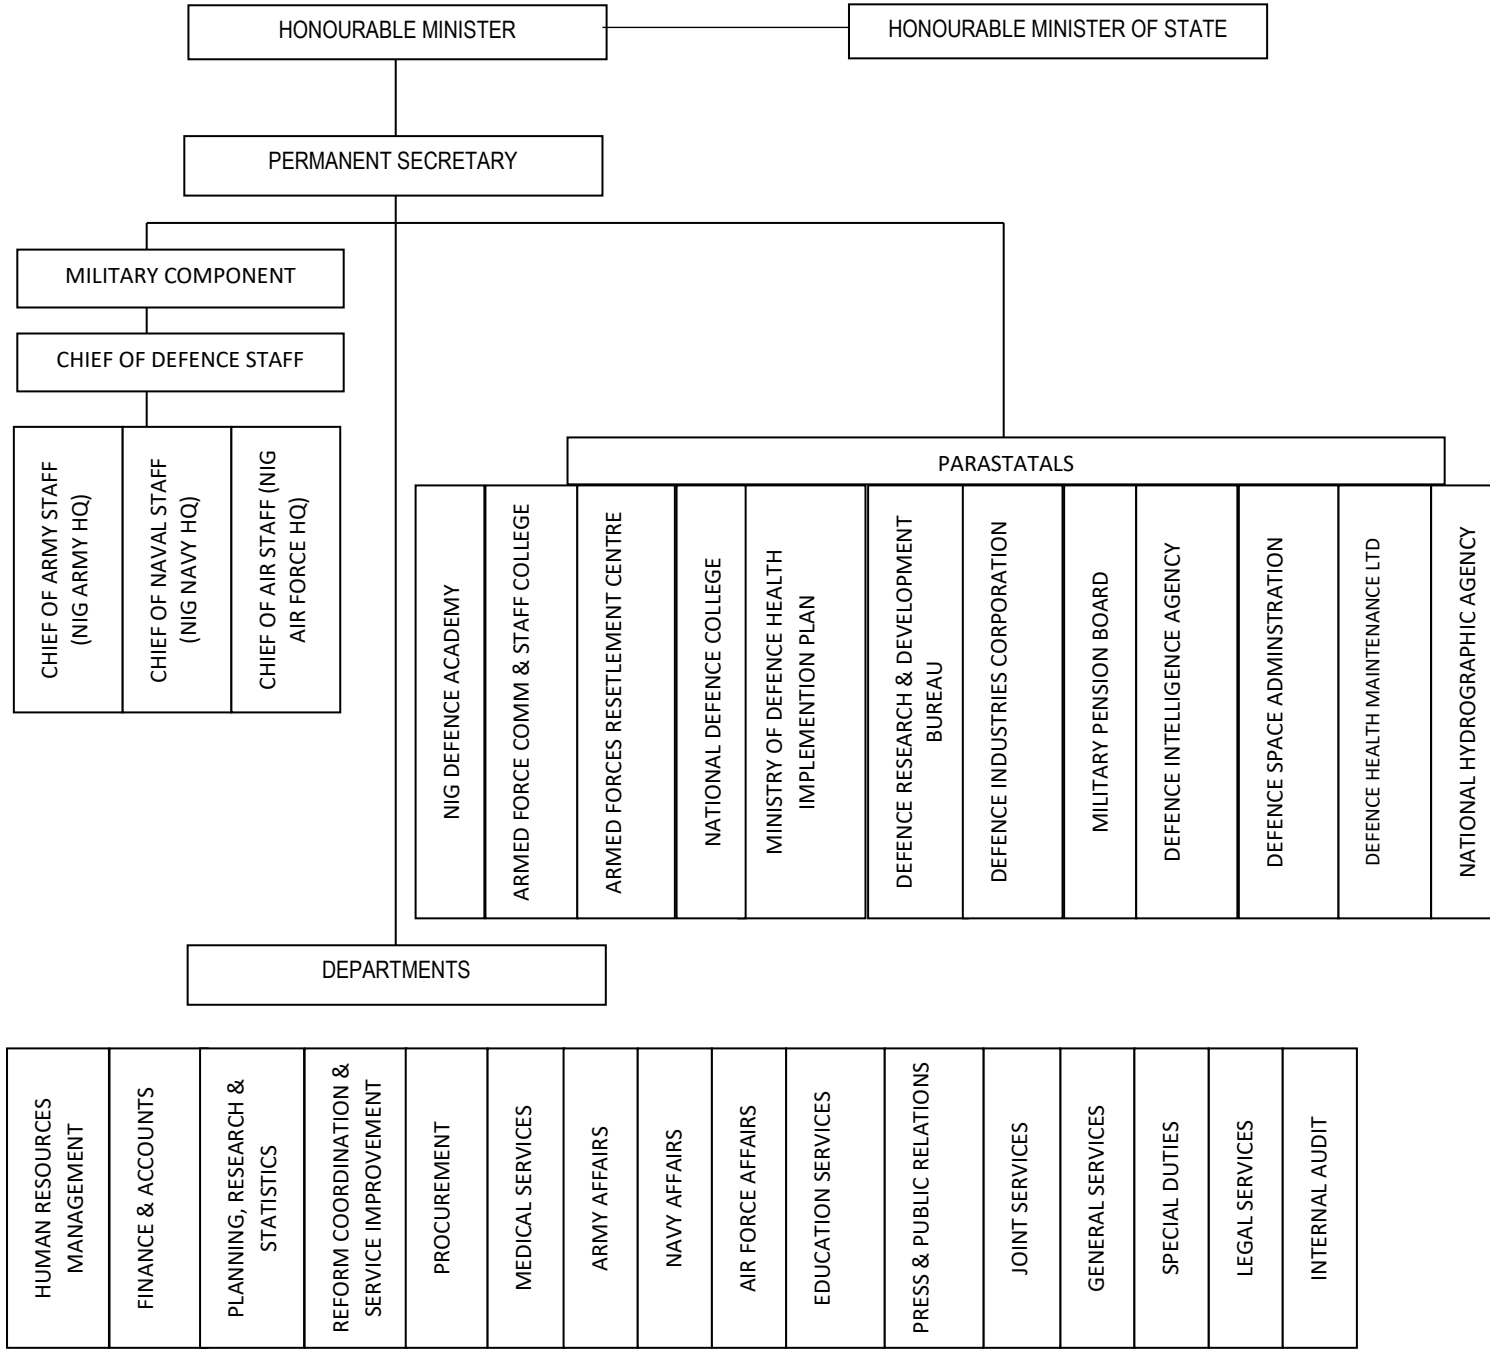 HONOURABLE MINISTER
HONOURABLE MINISTER OF STATE
PERMANENT SECRETARY
MILITARY COMPONENT
CHIEF OF DEFENCE STAFF
CHIEF OF ARMY STAFF
(NIG ARMY HQ)
CHIEF OF NAVAL STAFF
(NIG NAVY HQ)
CHIEF OF AIR STAFF (NIG
AIR FORCE HQ)
PARASTATALS
NIG DEFENCE ACADEMY
ARMED FORCE COMM & STAFF COLLEGE
ARMED FORCES RESETLEMENT CENTRE
NATIONAL DEFENCE COLLEGE
MINISTRY OF DEFENCE HEALTH
IMPLEMENTION PLAN
DEFENCE RESEARCH & DEVELOPMENT
BUREAU
DEFENCE INDUSTRIES CORPORATION
MILITARY PENSION BOARD
DEFENCE INTELLIGENCE AGENCY
DEFENCE SPACE ADMINSTRATION
DEFENCE HEALTH MAINTENANCE LTD
NATIONAL HYDROGRAPHIC AGENCY
DEPARTMENTS
HUMAN RESOURCES
MANAGEMENT
FINANCE & ACCOUNTS
PLANNING, RESEARCH &
STATISTICS
REFORM COORDINATION &
SERVICE IMPROVEMENT
PROCUREMENT
MEDICAL SERVICES
ARMY AFFAIRS
NAVY AFFAIRS
AIR FORCE AFFAIRS
EDUCATION SERVICES
PRESS & PUBLIC RELATIONS
JOINT SERVICES
GENERAL SERVICES
SPECIAL DUTIES
LEGAL SERVICES
INTERNAL AUDIT